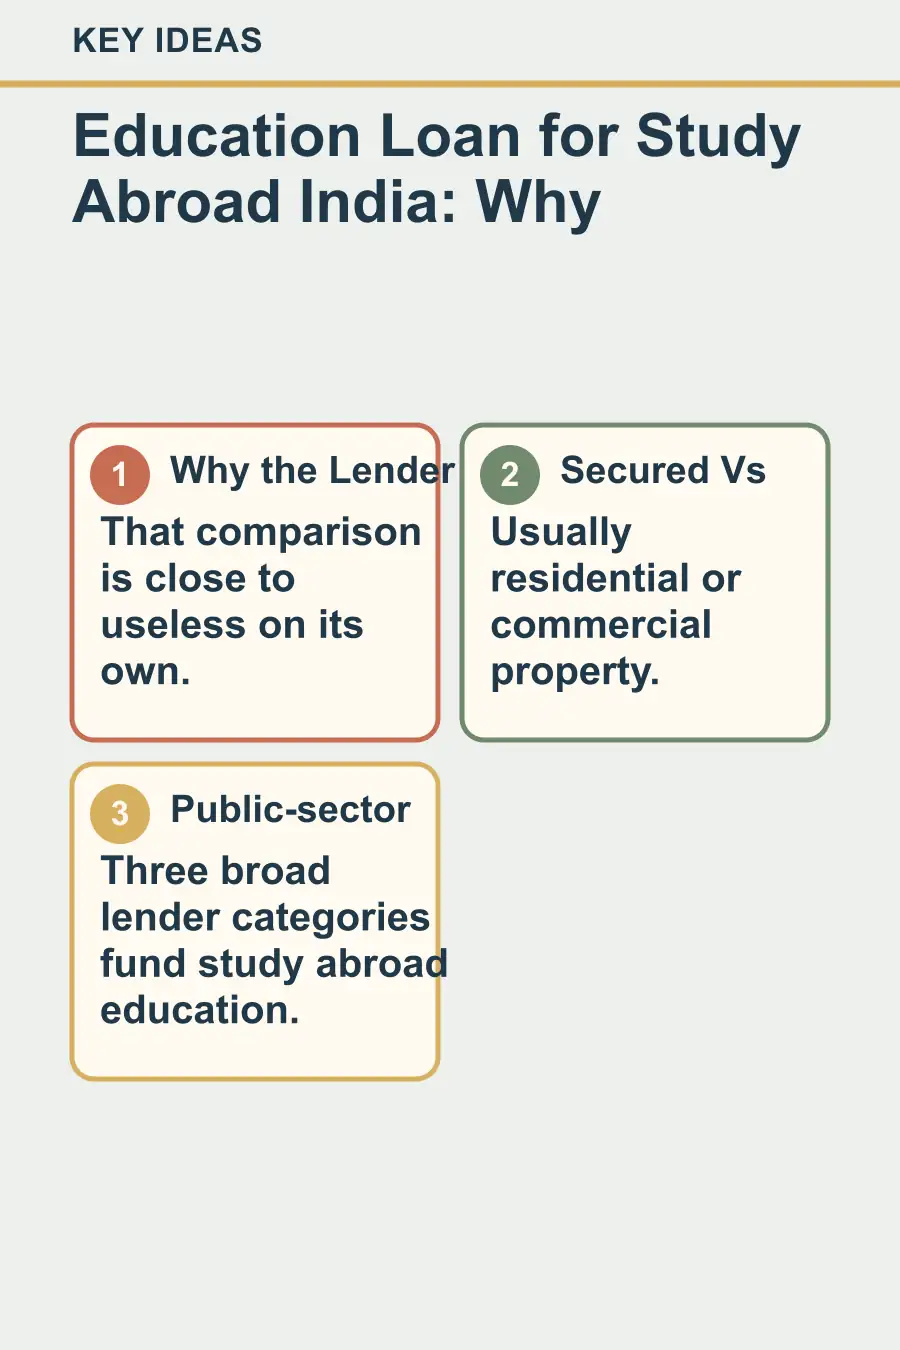 KEY IDEAS
Education Loan for Study
Abroad India: Why
1 Why the Lender
That comparison
is close to
useless on its
own.
2 Secured Vs
Usually
residential or
commercial
property.
3 Public-sector
Three broad
lender categories
fund study abroad
education.